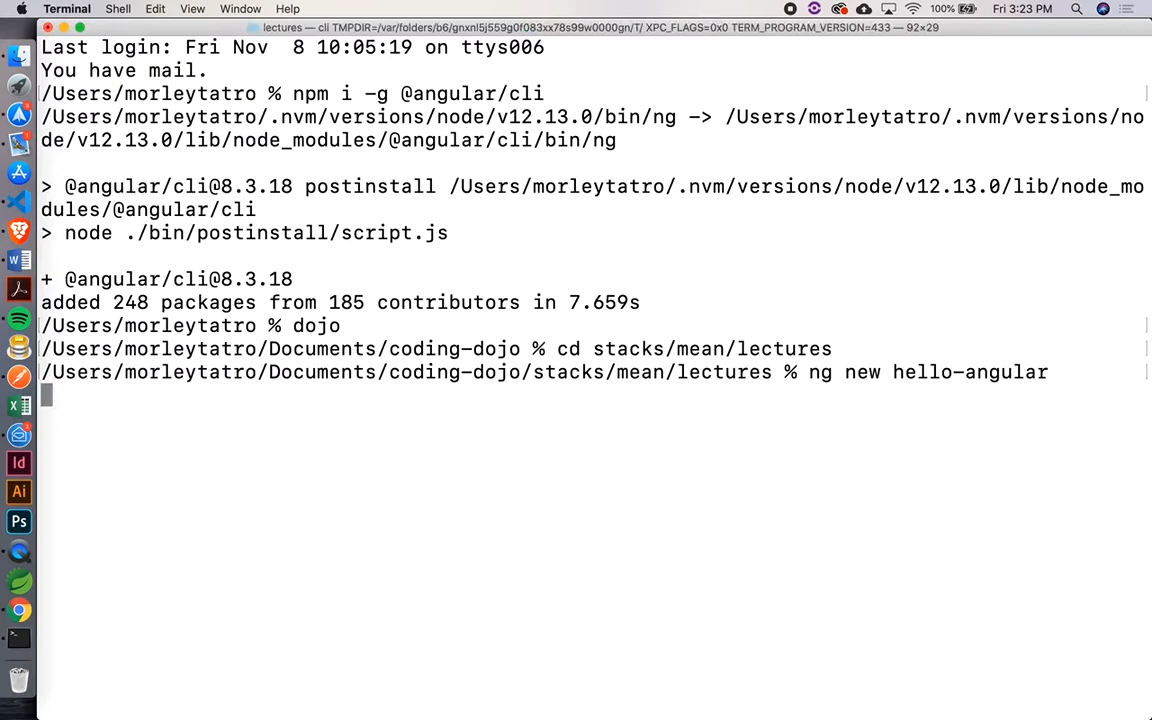 Terminal Shell Edit View Window Help 100% Fri 3:23 PM
lectures — cli TMPDIR=/var/folders/b6/gnxnl5j559g0f083xx78s99w0000gn/T/ XPC_FLAGS=0x0 TERM_PROGRAM_VERSION=433 — 92×29
Last login: Fri Nov  8 10:05:19 on ttys006
You have mail.
/Users/morleytatro % npm i -g @angular/cli
/Users/morleytatro/.nvm/versions/node/v12.13.0/bin/ng -> /Users/morleytatro/.nvm/versions/no
de/v12.13.0/lib/node_modules/@angular/cli/bin/ng
> @angular/cli@8.3.18 postinstall /Users/morleytatro/.nvm/versions/node/v12.13.0/lib/node_mo
dules/@angular/cli
> node ./bin/postinstall/script.js
+ @angular/cli@8.3.18
added 248 packages from 185 contributors in 7.659s
/Users/morleytatro % dojo
/Users/morleytatro/Documents/coding-dojo % cd stacks/mean/lectures
/Users/morleytatro/Documents/coding-dojo/stacks/mean/lectures % ng new hello-angular
W
X
Id
Ai
Ps